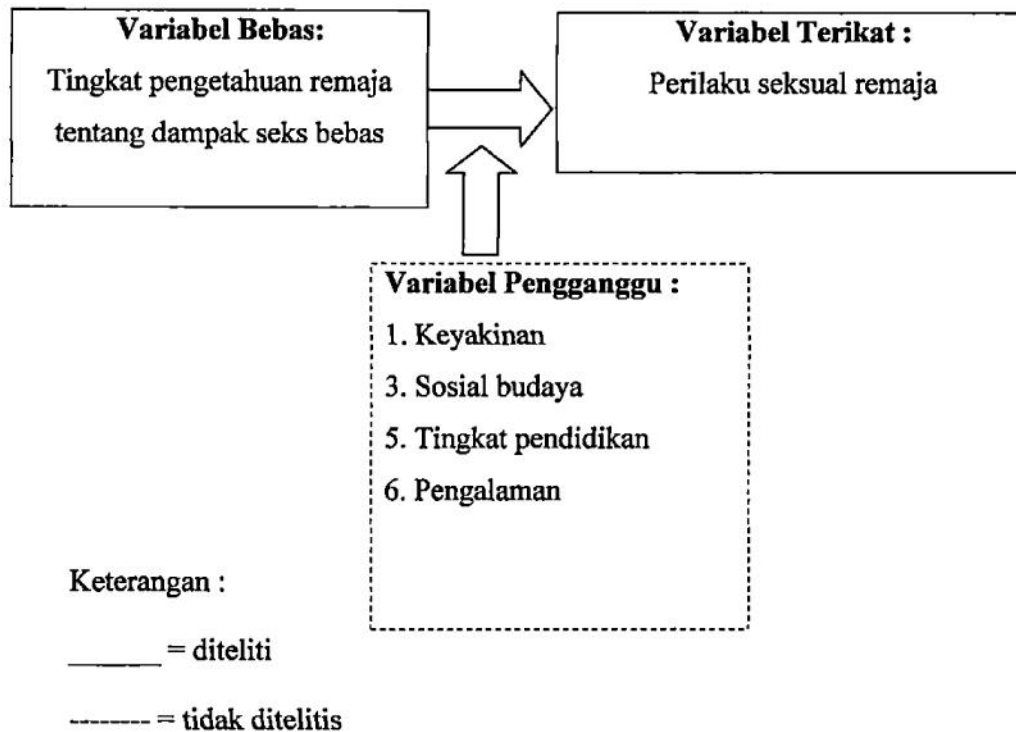 Variabel Bebas:
Tingkat pengetahuan remaja
tentang dampak seks bebas
Variabel Terikat :
Perilaku seksual remaja
Variabel Pengganggu :
1. Keyakinan
3. Sosial budaya
5. Tingkat pendidikan
6. Pengalaman
Keterangan :
______ = diteliti
-------- = tidak ditelitis